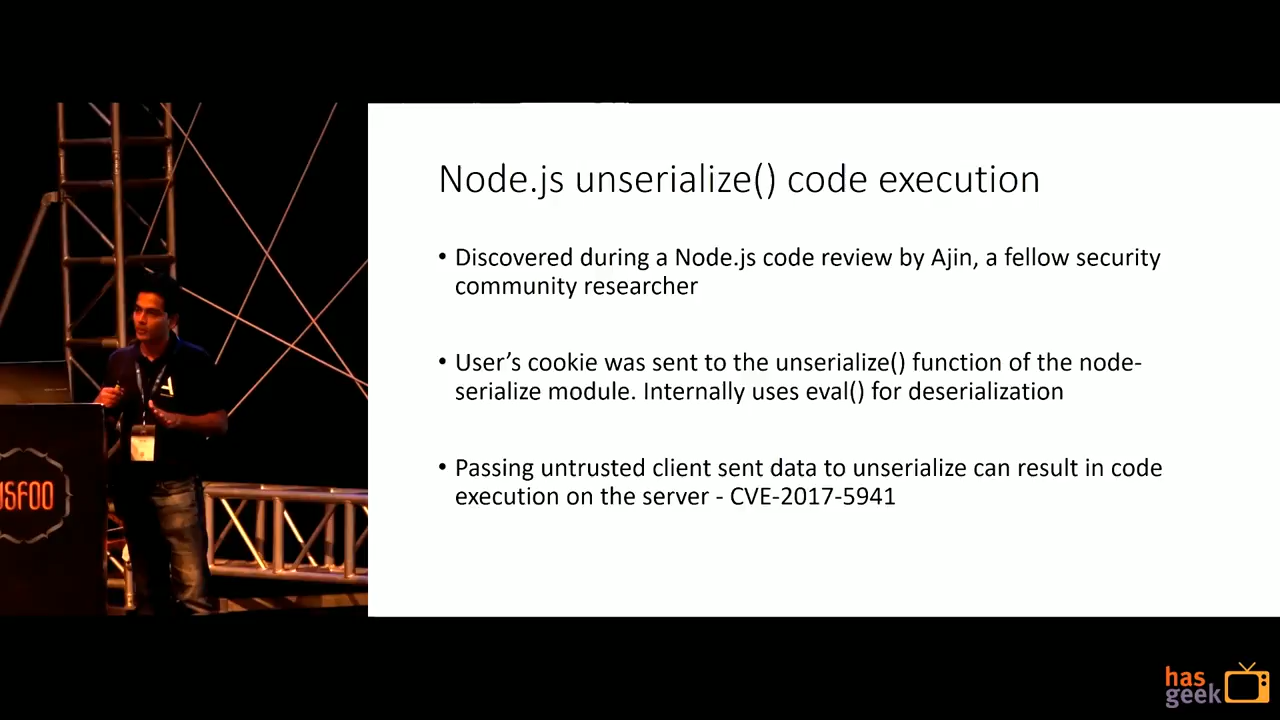 Node.js unserialize() code execution
• Discovered during a Node.js code review by Ajin, a fellow security
community researcher
• User’s cookie was sent to the unserialize() function of the node-
serialize module. Internally uses eval() for deserialization
• Passing untrusted client sent data to unserialize can result in code
execution on the server - CVE-2017-5941
JSFOO
has
geek